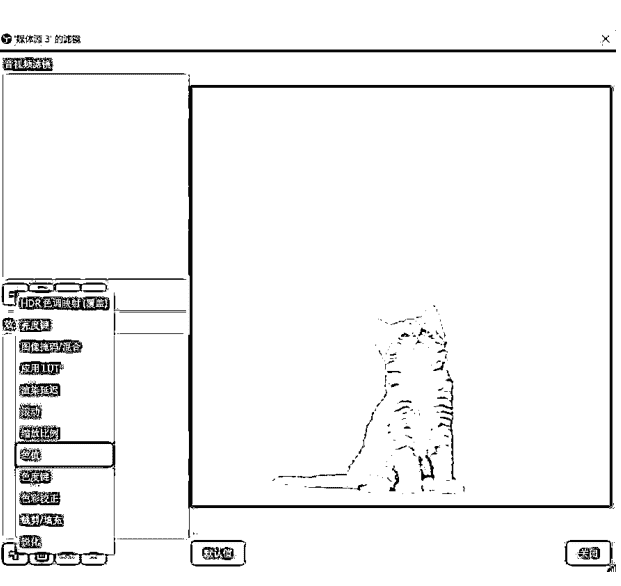 '媒体源 3' 的滤镜
音视频滤镜
HDR 色调映射 (覆盖)
亮度键
图像掩码/混合
应用 LUT
渲染延迟
滚动
缩放比例
色值
色度键
色彩校正
裁剪/填充
锐化
默认值
关闭